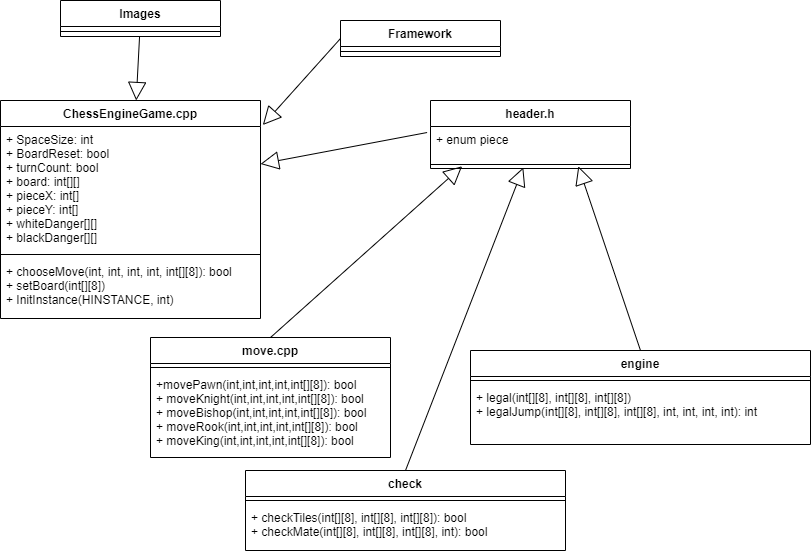 Images
Framework
ChessEngineGame.cpp
+ SpaceSize: int
+ BoardReset: bool
+ turnCount: bool
+ board: int[][]
+ pieceX: int[]
+ pieceY: int[]
+ whiteDanger[][]
+ blackDanger[][]
+ chooseMove(int, int, int, int, int[][8]): bool
+ setBoard(int[][8])
+ InitInstance(HINSTANCE, int)
header.h
+ enum piece
move.cpp
+movePawn(int,int,int,int,int[][8]): bool
+ moveKnight(int,int,int,int,int[][8]): bool
+ moveBishop(int,int,int,int,int[][8]): bool
+ moveRook(int,int,int,int,int[][8]): bool
+ moveKing(int,int,int,int,int[][8]): bool
engine
+ legal(int[][8], int[][8], int[][8])
+ legalJump(int[][8], int[][8], int[][8], int, int, int, int): int
check
+ checkTiles(int[][8], int[][8], int[][8]): bool
+ checkMate(int[][8], int[][8], int[][8], int): bool